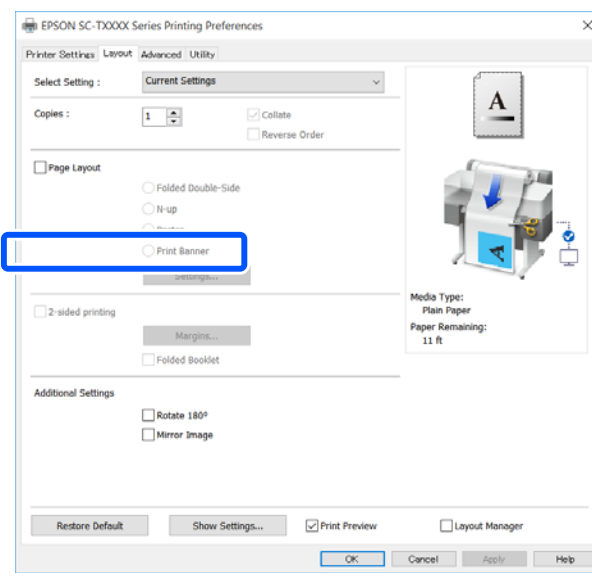 EPSON SC-TXXXX Series Printing Preferences
Printer Settings Layout Advanced Utility
Select Setting : Current Settings
Copies : 1 Collate
Reverse Order
A
Page Layout
Folded Double-Side
N-up
Print Banner
Settings...
2-sided printing
Margins...
Folded Booklet
Media Type:
Plain Paper
Paper Remaining:
11 ft
Additional Settings
Rotate 180º
Mirror Image
Restore Default Show Settings... Print Preview Layout Manager
OK Cancel Apply Help